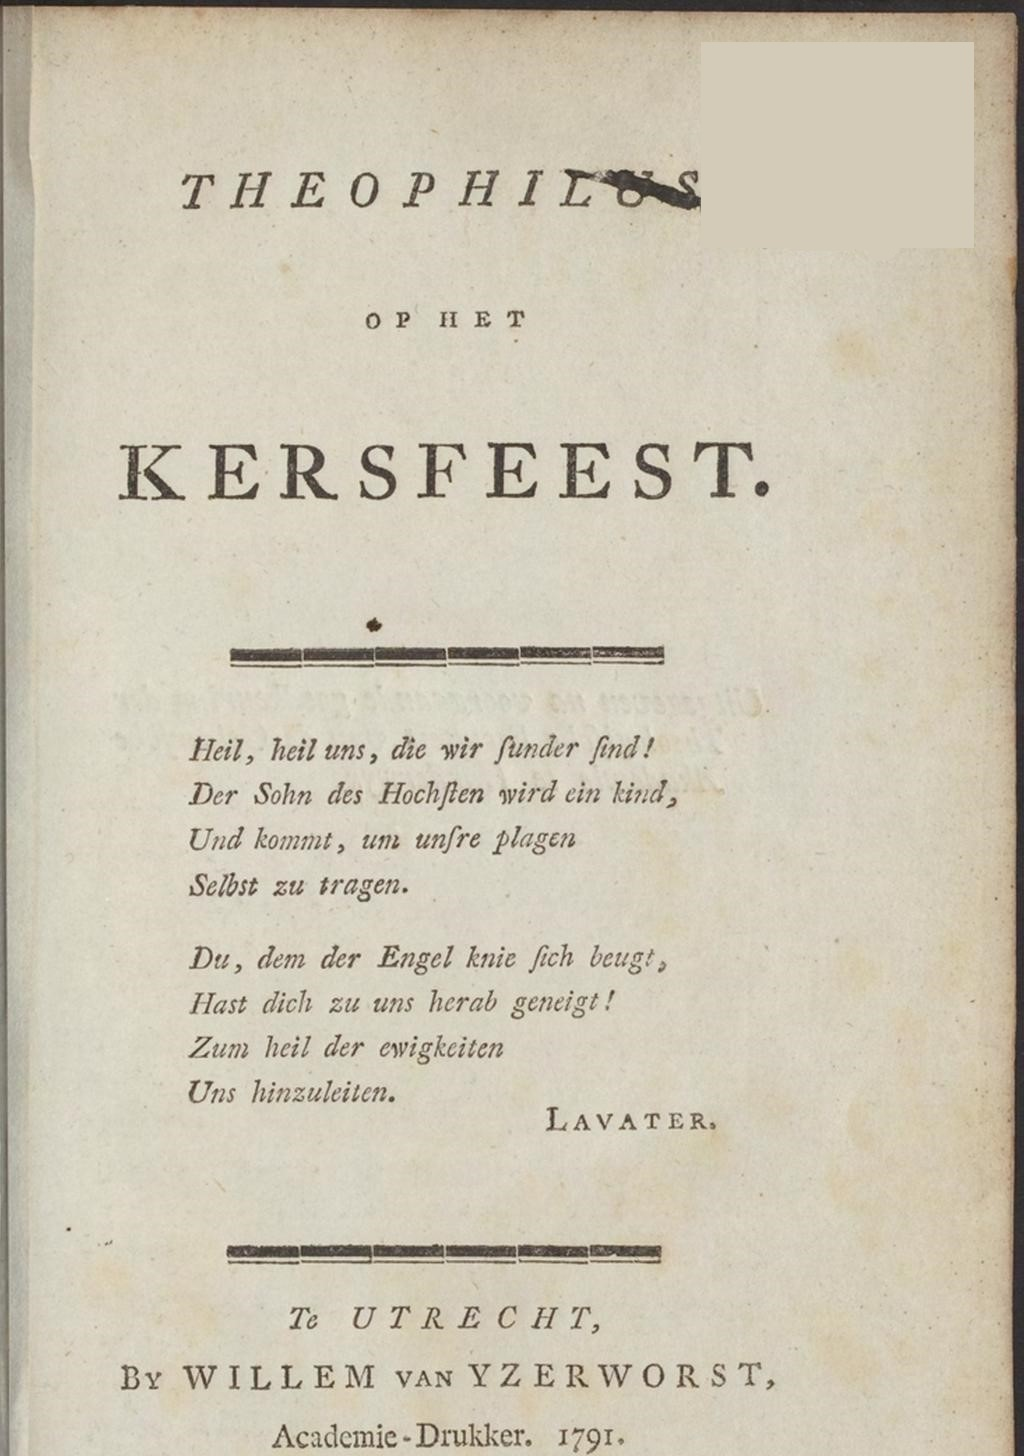 THEOPHILUS
OP HET
KERSFEEST.
Heil, heil uns, die wir ſunder ſind!
Der Sohn des Hochſten wird ein kind,
Und kommt, um unſre plagen
Selbst zu tragen.
Du, dem der Engel knie ſich beugt,
Hast dich zu uns herab geneigt!
Zum heil der ewigkeiten
Uns hinzuleiten.
LAVATER.
Te UTRECHT,
BY WILLEM VAN YZERWORST,
Academie-Drukker. 1791.